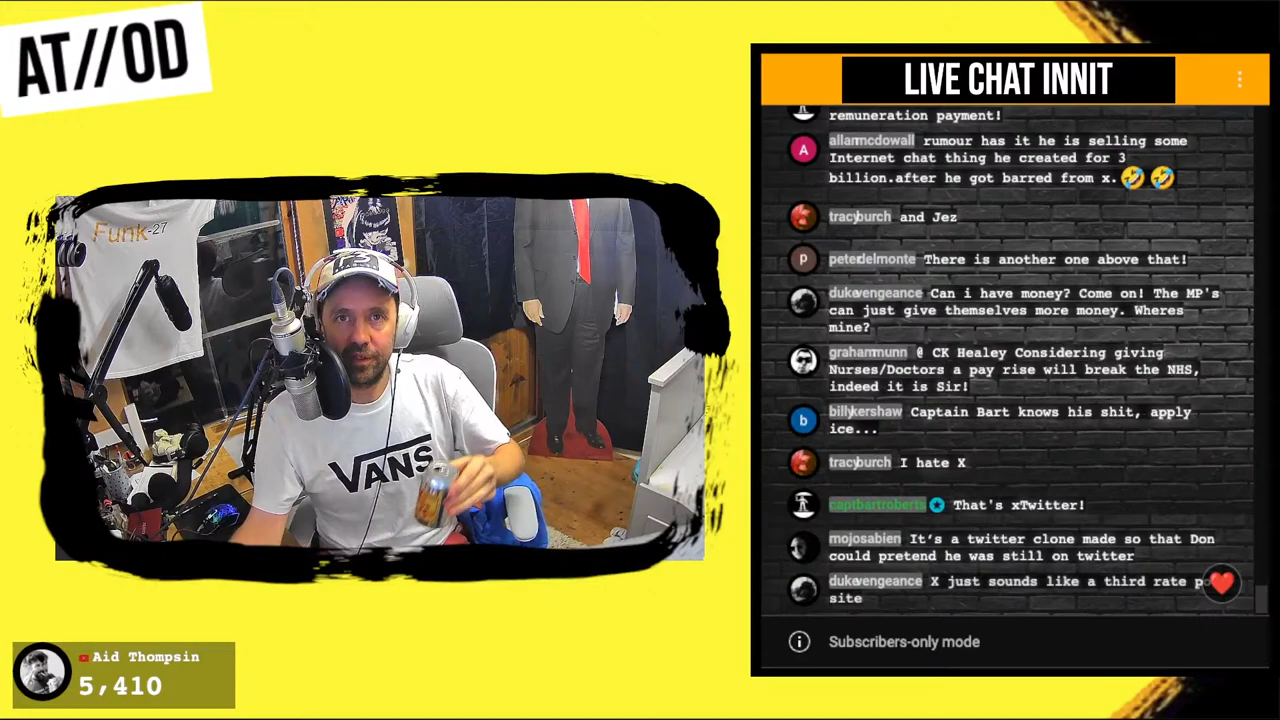 AT//OD
LIVE CHAT INNIT
remuneration payment!
allanmcdowall rumour has it he is selling some
Internet chat thing he created for 3
billion.after he got barred from x.🤣 🤣
tracyburch and Jez
peterdelmonte There is another one above that!
dukevengeance Can i have money? Come on! The MP's
can just give themselves more money. Wheres
mine?
grahammunn @ CK Healey Considering giving
Nurses/Doctors a pay rise will break the NHS,
indeed it is Sir!
billykershaw Captain Bart knows his shit, apply
ice...
tracyburch I hate X
captbartroberts That's xTwitter!
mojosabien It’s a twitter clone made so that Don
could pretend he was still on twitter
dukevengeance X just sounds like a third rate
site
Subscribers-only mode
Funk-27
VANS
Aid Thompsin
5,410